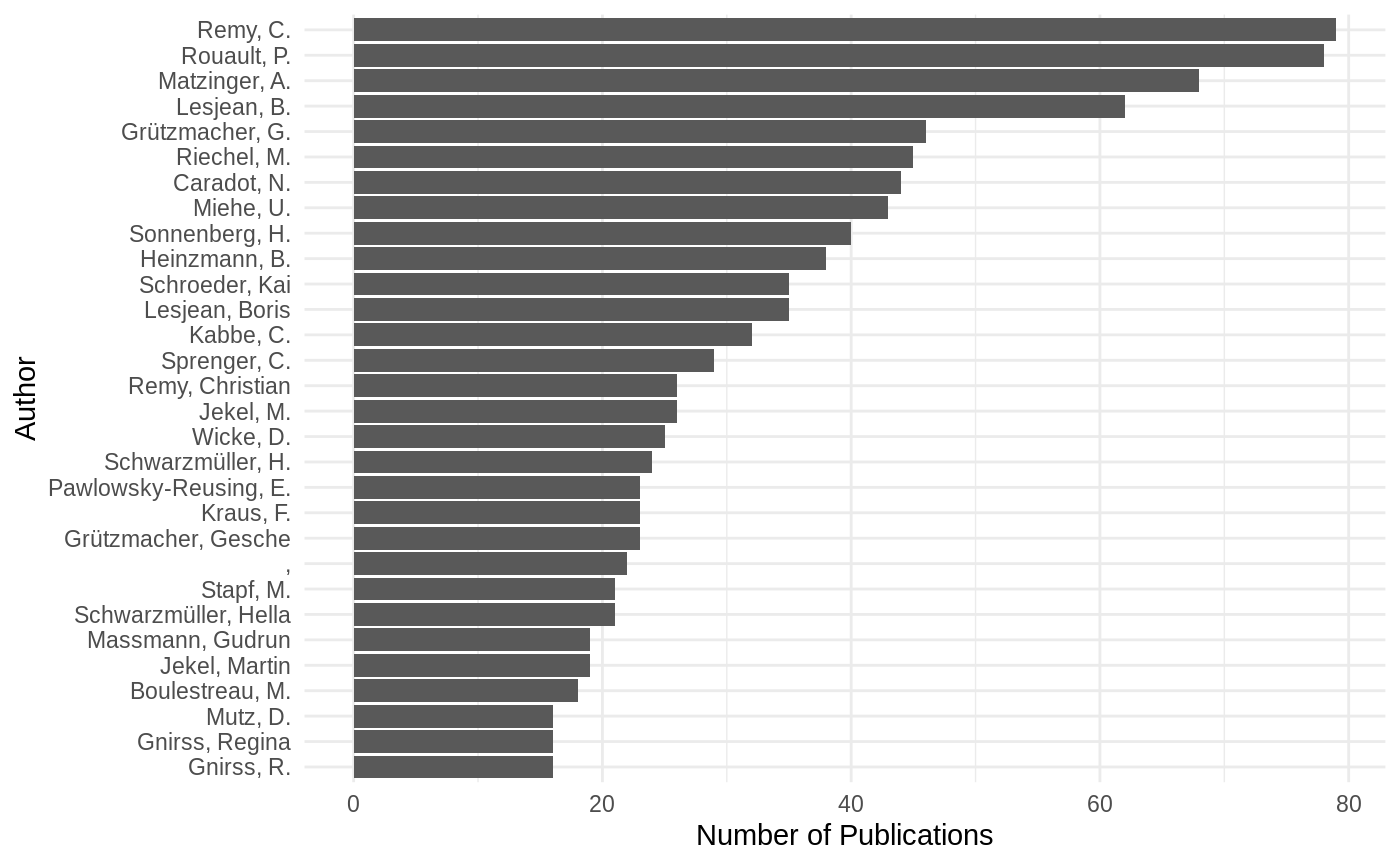 Remy, C.
Rouault, P.
Matzinger, A.
Lesjean, B.
Grützmacher, G.
Riechel, M.
Caradot, N.
Miehe, U.
Sonnenberg, H.
Heinzmann, B.
Schroeder, Kai
Lesjean, Boris
Kabbe, C.
Sprenger, C.
Remy, Christian
Jekel, M.
Wicke, D.
Schwarzmüller, H.
Pawlowsky-Reusing, E.
Kraus, F.
Grützmacher, Gesche
,
Stapf, M.
Schwarzmüller, Hella
Massmann, Gudrun
Jekel, Martin
Boulestreau, M.
Mutz, D.
Gnirss, Regina
Gnirss, R.
Author
0 20 40 60 80
Number of Publications